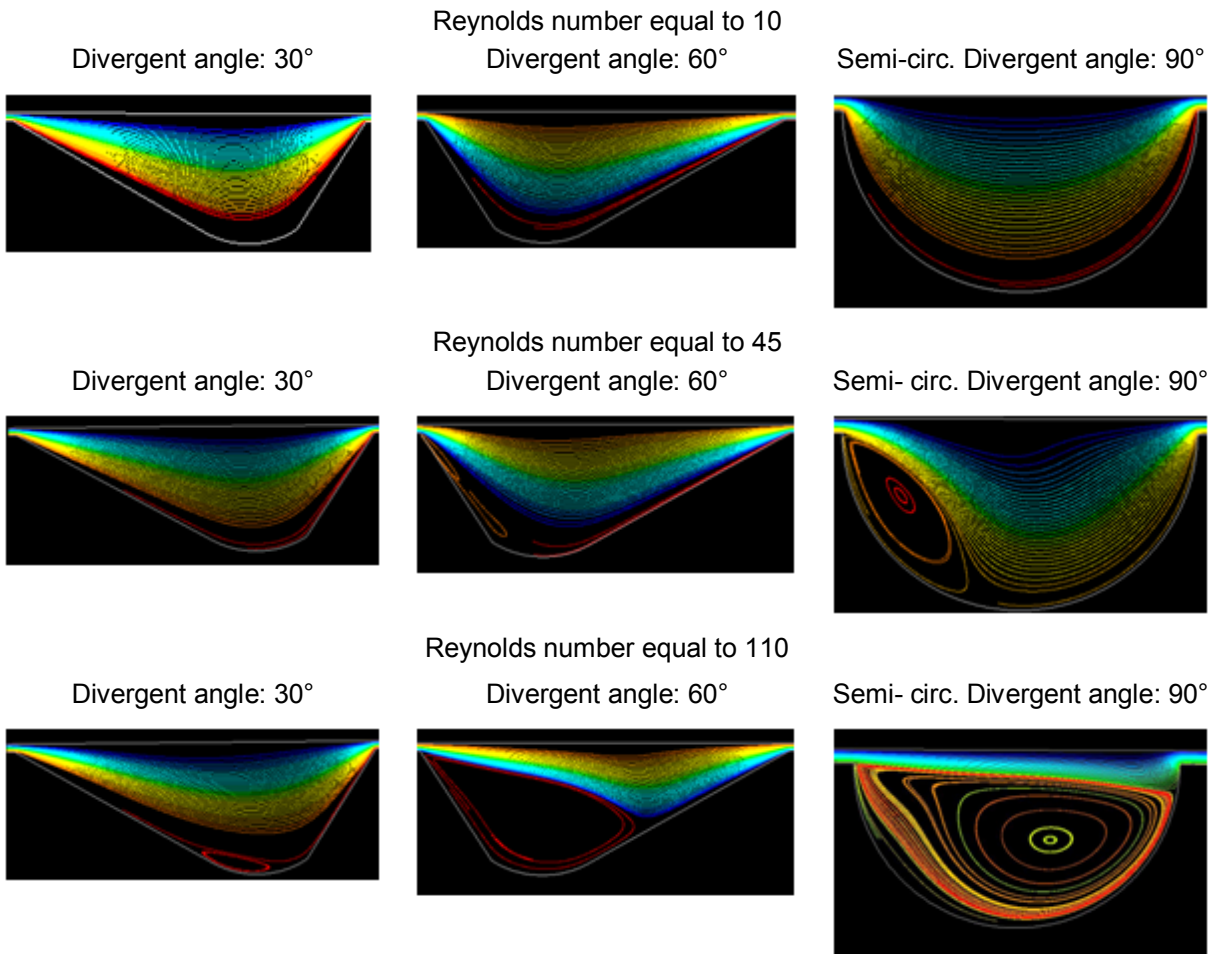 Reynolds number equal to 10
Divergent angle: 30°
Divergent angle: 60°
Semi-circ. Divergent angle: 90°
Reynolds number equal to 45
Divergent angle: 30°
Divergent angle: 60°
Semi- circ. Divergent angle: 90°
Reynolds number equal to 110
Divergent angle: 30°
Divergent angle: 60°
Semi- circ. Divergent angle: 90°